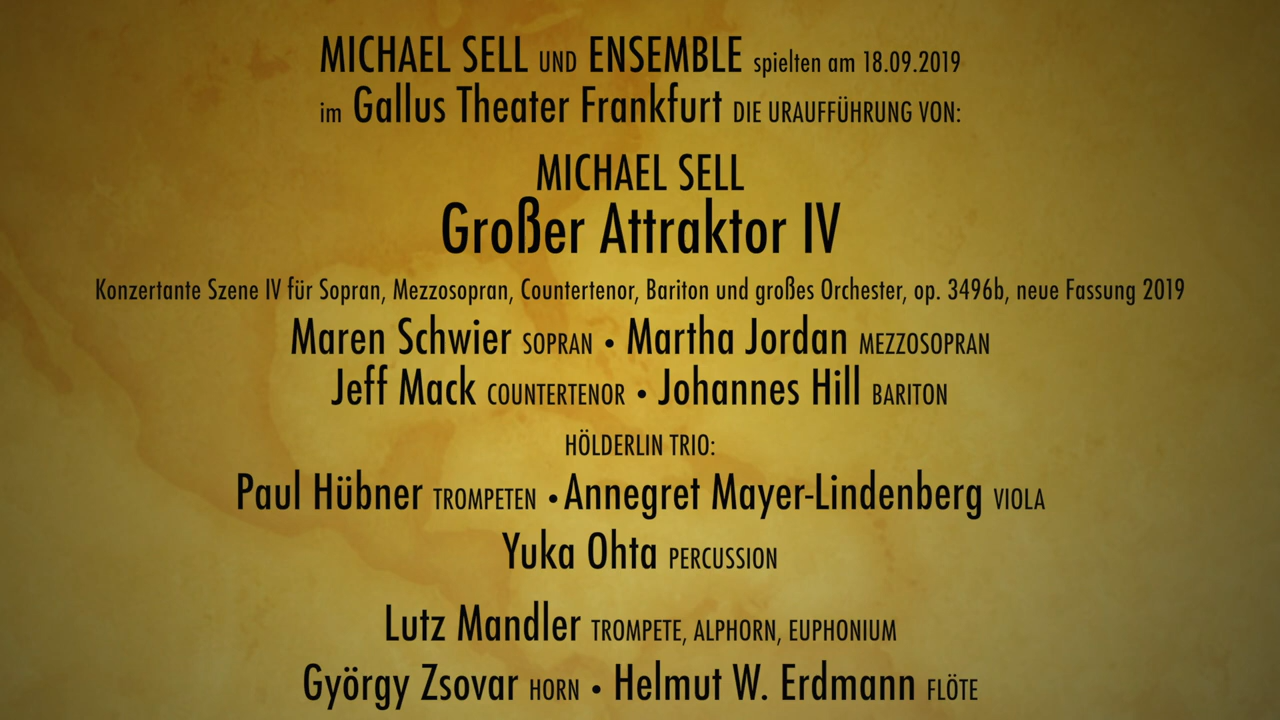 MICHAEL SELL UND ENSEMBLE spielten am 18.09.2019
im Gallus Theater Frankfurt DIE URAUFFÜHRUNG VON:
MICHAEL SELL
Großer Attraktor IV
Konzertante Szene IV für Sopran, Mezzosopran, Countertenor, Bariton und großes Orchester, op. 3496b, neue Fassung 2019
Maren Schwier SOPRAN • Martha Jordan MEZZOSOPRAN
Jeff Mack COUNTERTENOR • Johannes Hill BARITON
HÖLDERLIN TRIO:
Paul Hübner TROMPETEN • Annegret Mayer-Lindenberg VIOLA
Yuka Ohta PERCUSSION
Lutz Mandler TROMPETE, ALPHORN, EUPHONIUM
György Zsovar HORN • Helmut W. Erdmann FLÖTE